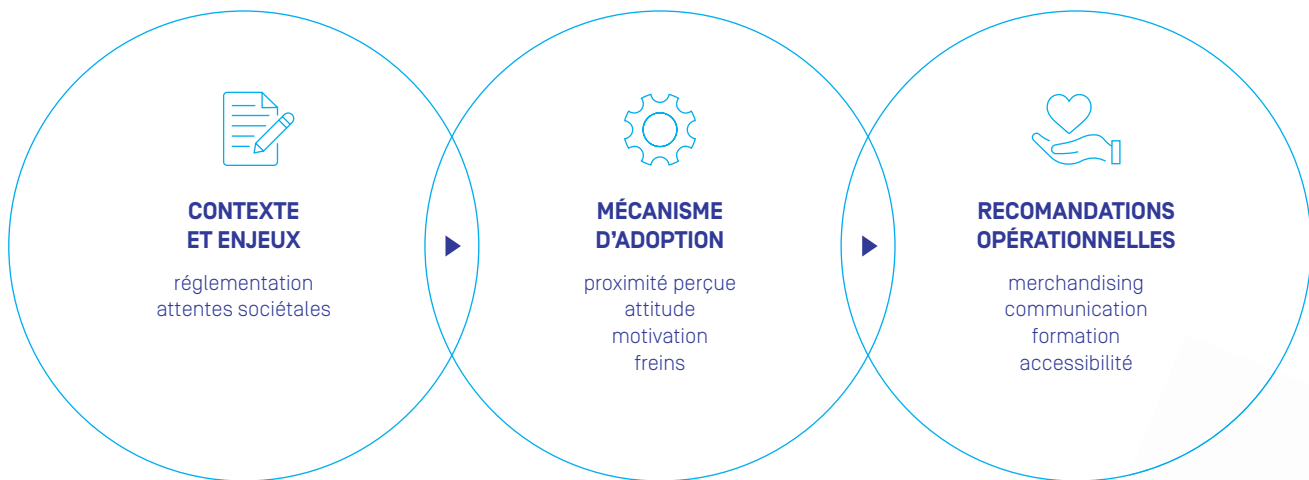 CONTEXTE
ET ENJEUX
réglementation
attentes sociétales
MÉCANISME
D'ADOPTION
proximité perçue
attitude
motivation
freins
RECOMANDATIONS
OPÉRATIONNELLES
merchandising
communication
formation
accessibilité